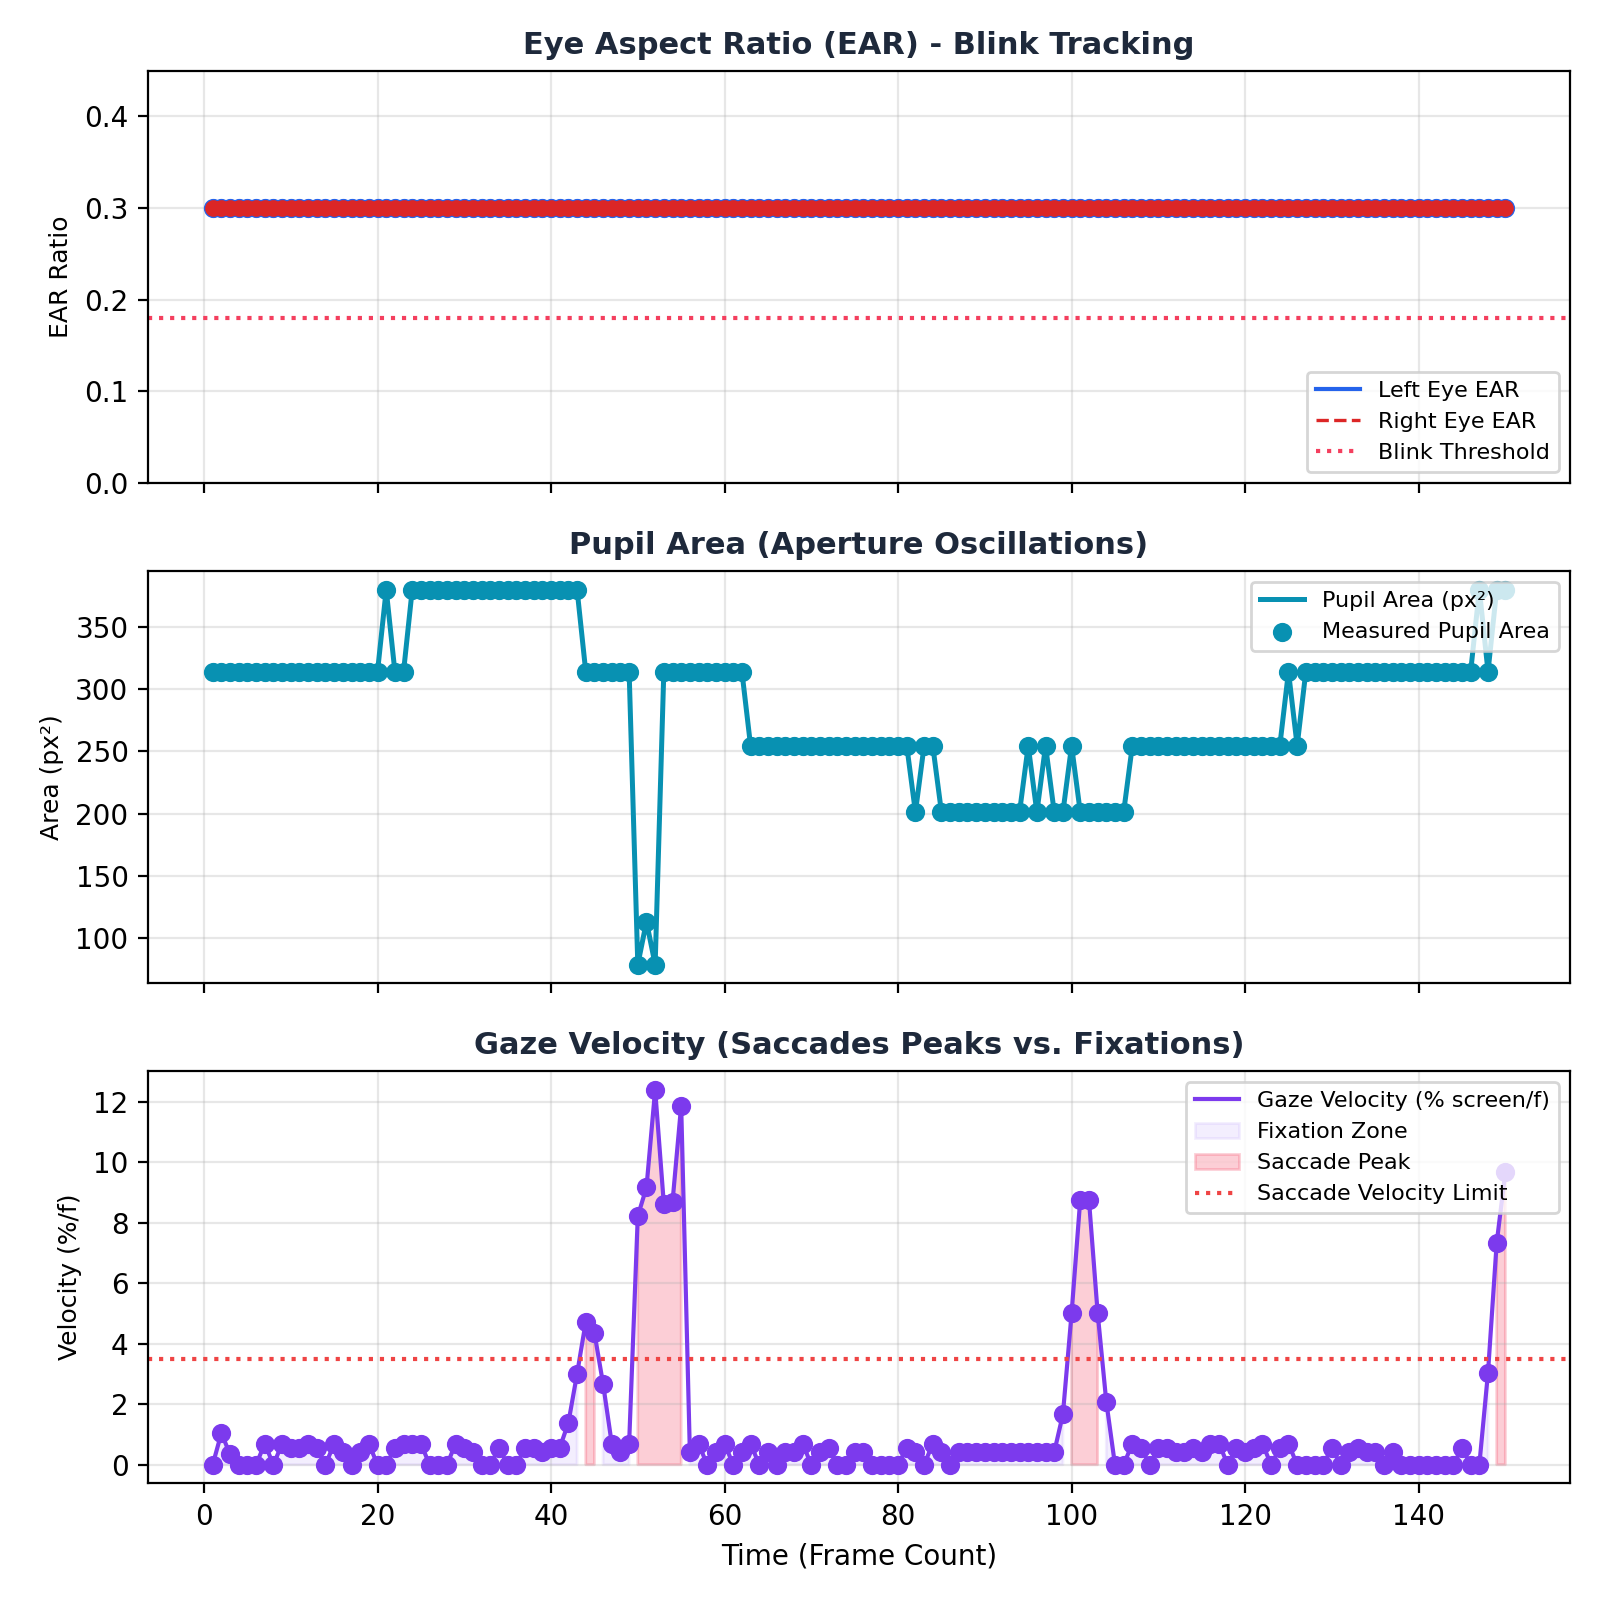 Eye Aspect Ratio (EAR) - Blink Tracking
0.4
0.3
0.2
0.1
0.0
EAR Ratio
Left Eye EAR
Right Eye EAR
Blink Threshold
Pupil Area (Aperture Oscillations)
350
300
250
200
150
100
Area (px²)
Pupil Area (px²)
Measured Pupil Area
Gaze Velocity (Saccades Peaks vs. Fixations)
12
10
8
6
4
2
0
Velocity (%/f)
Gaze Velocity (% screen/f)
Fixation Zone
Saccade Peak
Saccade Velocity Limit
0 20 40 60 80 100 120 140
Time (Frame Count)